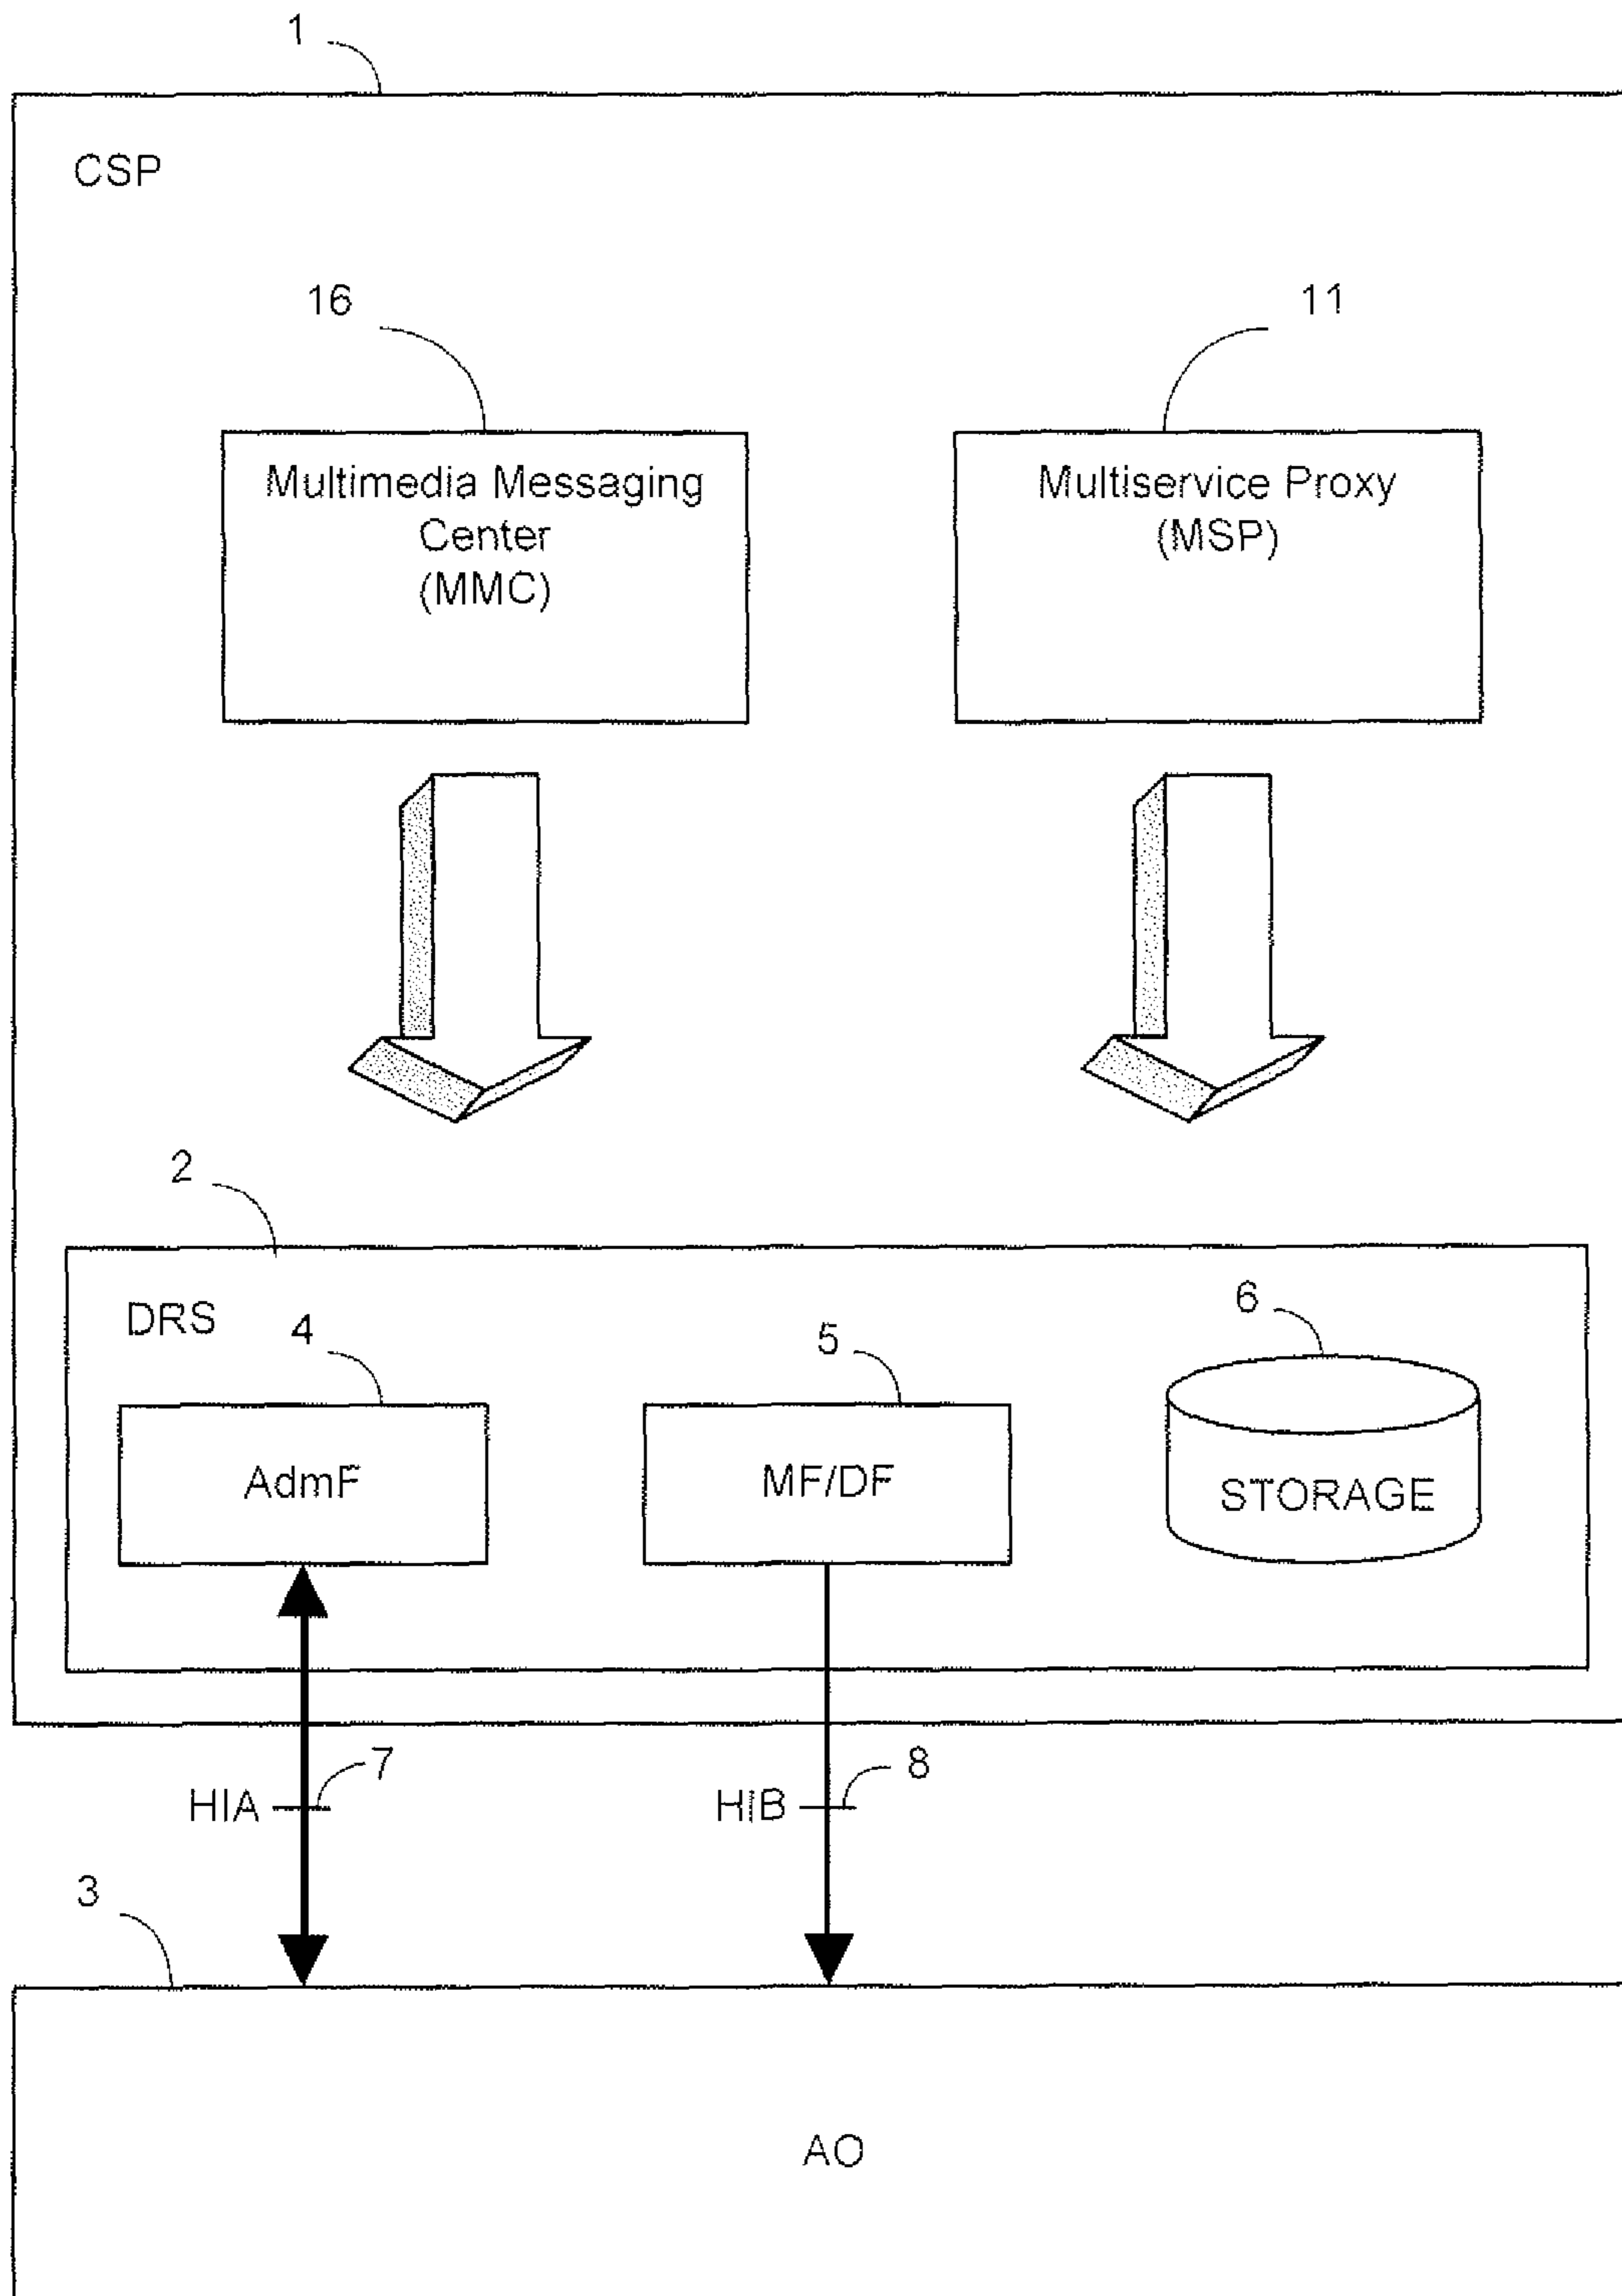 1
CSP
16
11
Multimedia Messaging
Center
(MMC)
Multiservice Proxy
(MSP)
2
DRS
4
5
6
AdmF
MF/DF
STORAGE
HIA
7
HIB
8
3
AO